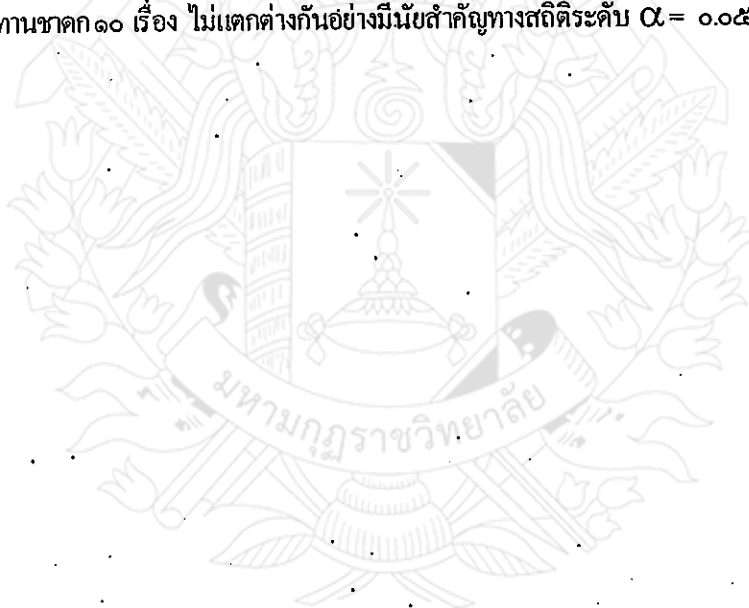 ทานชาดก๑๐ เรื่อง ไม่แตกต่างกันอย่างมีนัยสำคัญทางสถิติระดับ α = ๐.๐๕
มหามกุฏราชวิทยาลัย